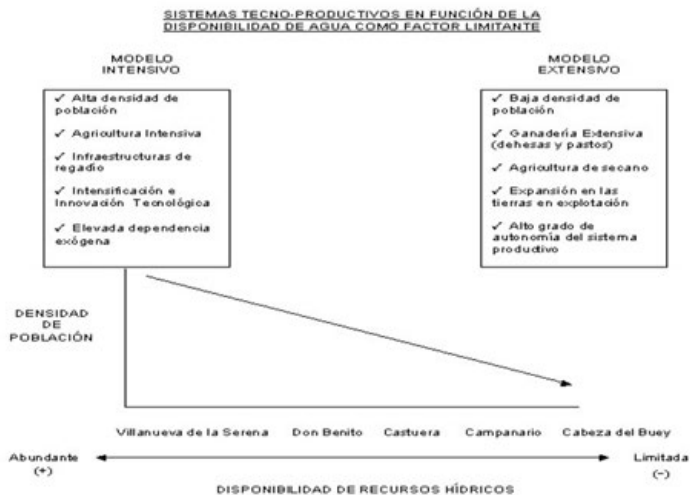 SISTEMAS TECNO-PRODUCTIVOS EN FUNCIÓN DE LA
DISPONIBILIDAD DE AGUA COMO FACTOR LIMITANTE
MODELO
INTENSIVO
✓ Alta densidad de
población
✓ Agricultura Intensiva
✓ Infraestructuras de
regadío
✓ Intensificación e
Innovación Tecnológica
✓ Elevada dependencia
exógena
MODELO
EXTENSIVO
✓ Baja densidad de
población
✓ Ganadería Extensiva
(dehesas y pastos)
✓ Agricultura de secano
✓ Expansión en las
tierras en explotación
✓ Alto grado de
autonomía del sistema
productivo
DENSIDAD
DE
POBLACIÓN
Villanueva de la Serena Don Benito Castuera Campanario Cabeza del Buey
Abundante
(+)
Limitada
(-)
DISPONIBILIDAD DE RECURSOS HÍDRICOS